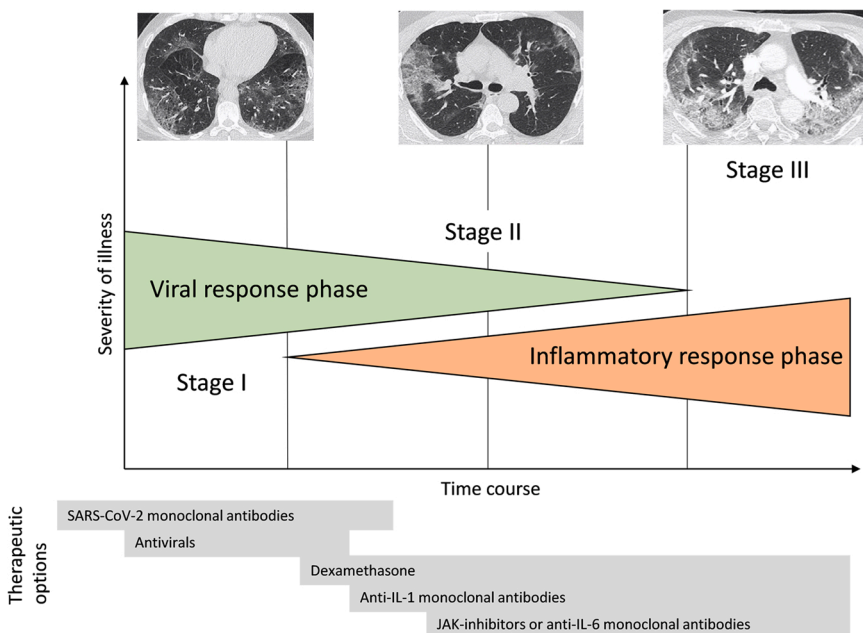 Stage III
Stage II
Severity of illness
Viral response phase
Inflammatory response phase
Stage I
Time course
Therapeutic
options
SARS-CoV-2 monoclonal antibodies
Antivirals
Dexamethasone
Anti-IL-1 monoclonal antibodies
JAK-inhibitors or anti-IL-6 monoclonal antibodies